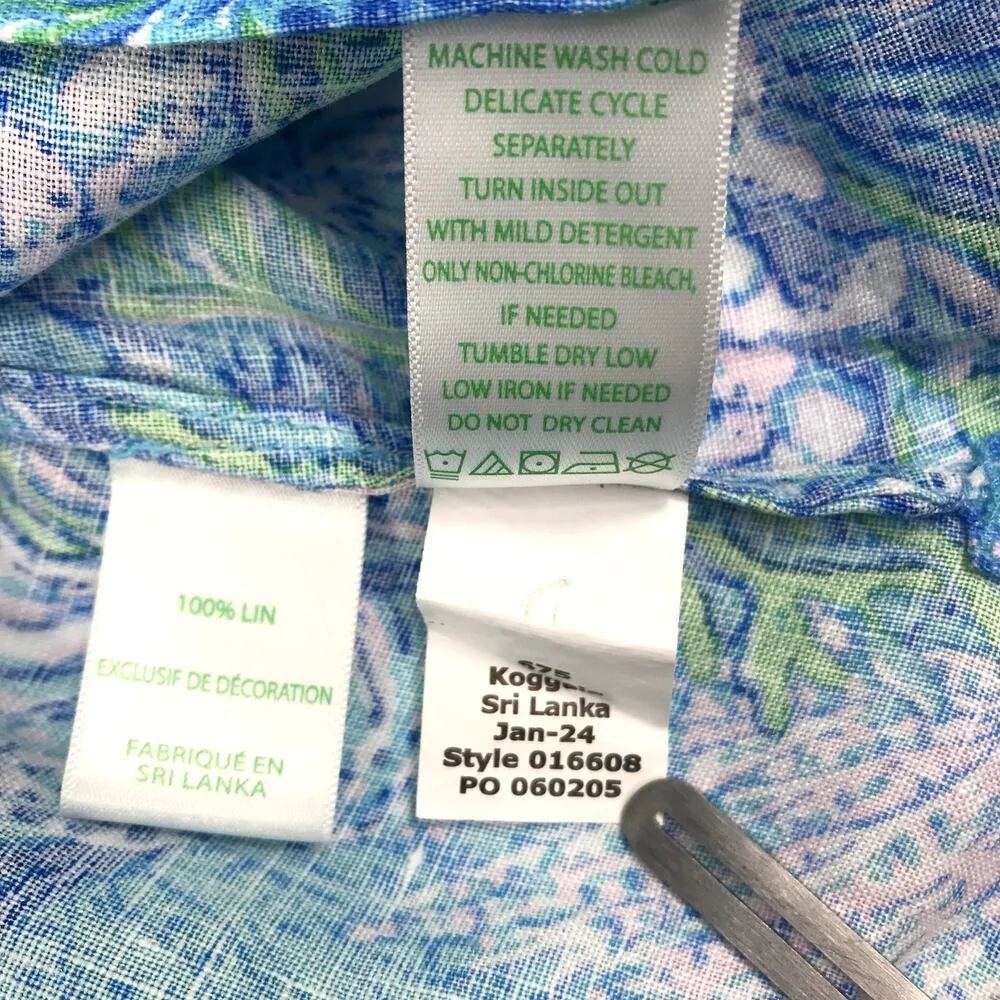 MACHINE WASH COLD
DELICATE CYCLE
SEPARATELY
TURN INSIDE OUT
WITH MILD DETERGENT
ONLY NON-CHLORINE BLEACH,
IF NEEDED
TUMBLE DRY LOW
LOW IRON IF NEEDED
DO NOT DRY CLEAN
100% LIN
EXCLUSIF DE DÉCORATION
FABRIQUÉ EN
SRI LANKA
Sri Lanka
Jan-24
Style 016608
PO 060205